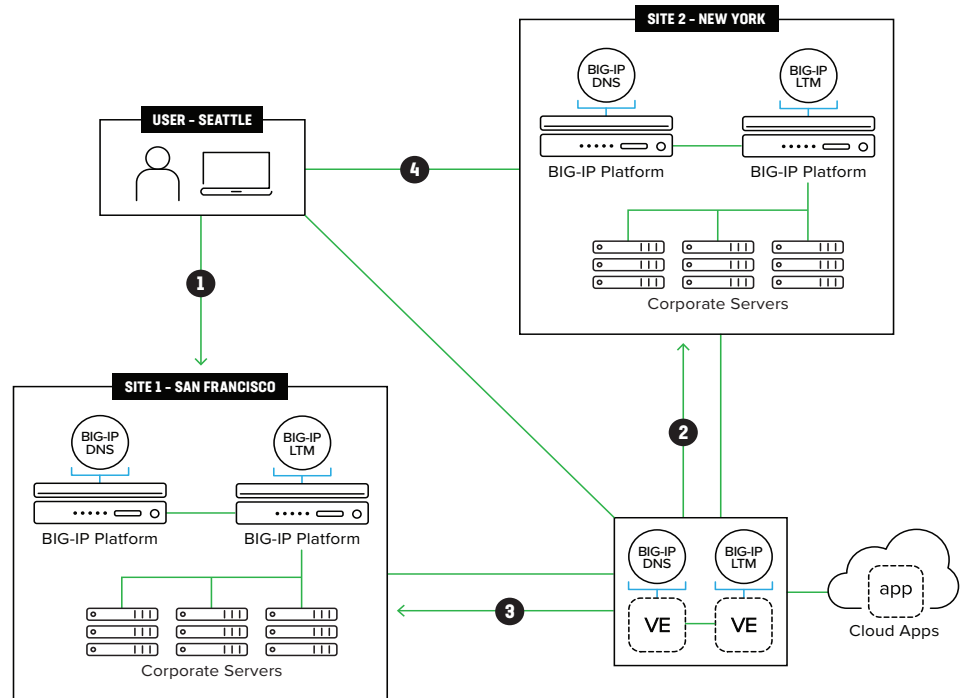 SITE 2 - NEW YORK
BIG-IP
DNS
BIG-IP
LTM
BIG-IP Platform
BIG-IP Platform
Corporate Servers
USER - SEATTLE
4
1
2
3
SITE 1 - SAN FRANCISCO
BIG-IP
DNS
BIG-IP
LTM
BIG-IP Platform
BIG-IP Platform
Corporate Servers
BIG-IP
DNS
BIG-IP
LTM
VE
VE
app
Cloud Apps